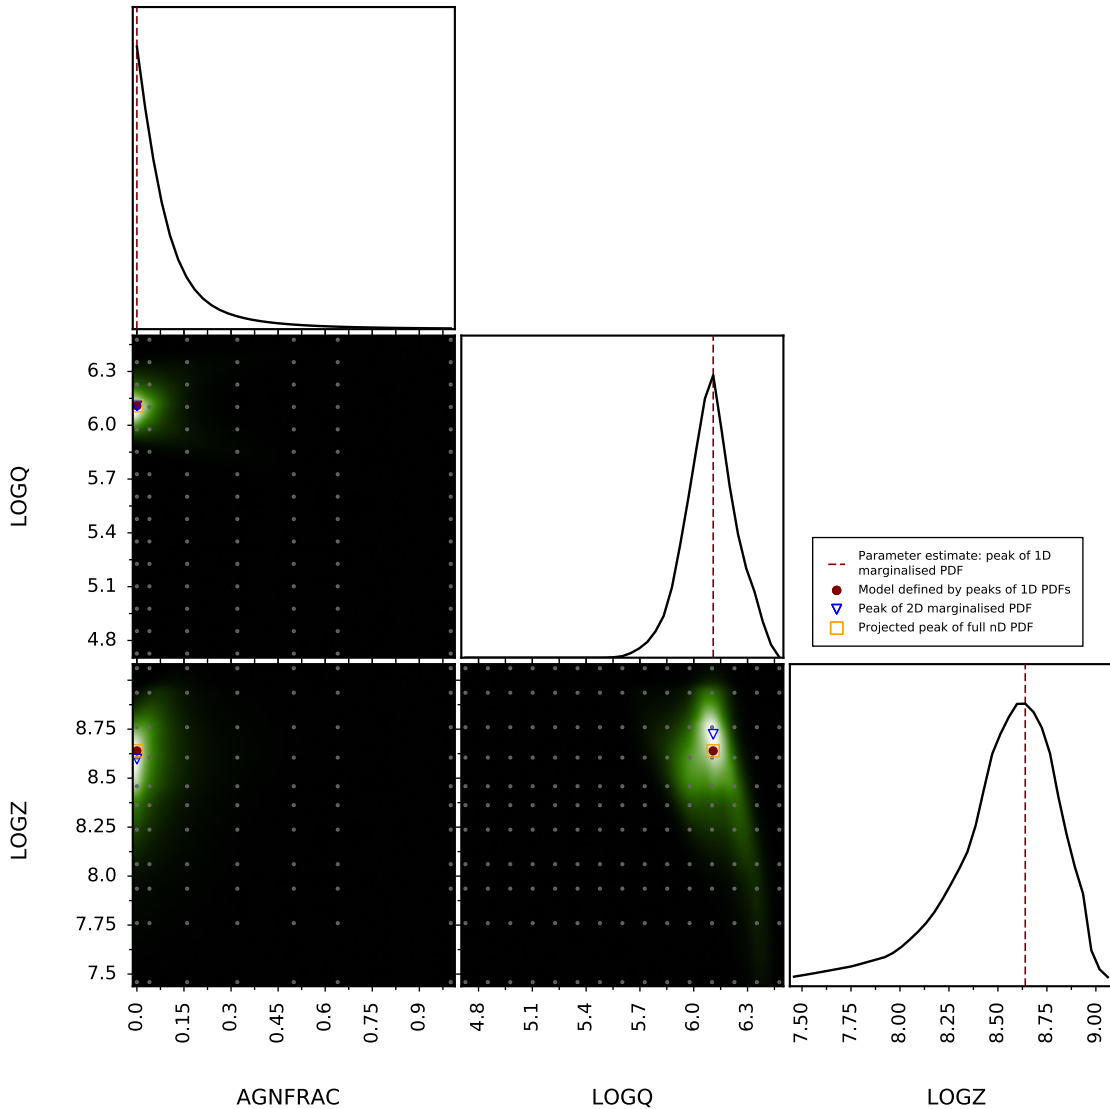 6.3
6.0
5.7
5.4
5.1
4.8
LOGQ
Parameter estimate: peak of 1D
marginalised PDF
Model defined by peaks of 1D PDFs
Peak of 2D marginalised PDF
Projected peak of full nD PDF
8.75
8.5
8.25
8.0
7.75
7.5
LOGZ
0.0 0.15 0.3 0.45 0.6 0.75 0.9
4.8 5.1 5.4 5.7 6.0 6.3
7.50 7.75 8.00 8.25 8.50 8.75 9.00
AGNFRAC LOGQ LOGZ